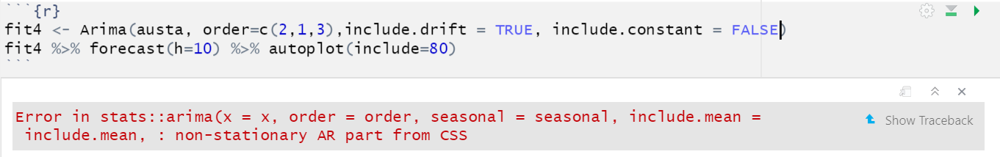 ```{r}
fit4 <- Arima(austa, order=c(2,1,3),include.drift = TRUE, include.constant = FALSE)
fit4 %>% forecast(h=10) %>% autoplot(include=80)
```
Error in stats::arima(x = x, order = order, seasonal = seasonal, include.mean =
include.mean, : non-stationary AR part from CSS
Show Traceback